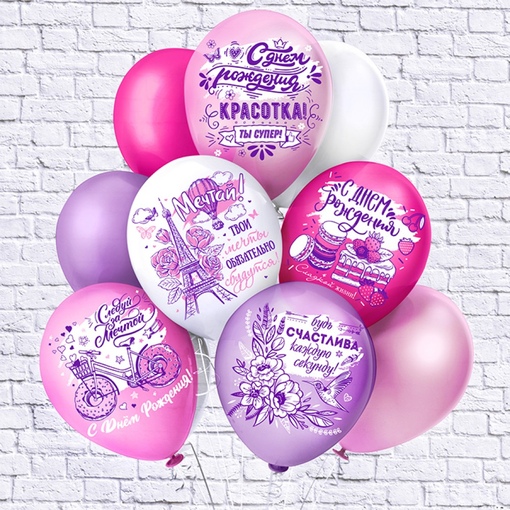 С днем
рождения
КРАСОТКА!
ТЫ СУПЕР!
Мечтай!
ТВОИ
мечты
ОБЯЗАТЕЛЬНО
сбудутся
С ДНЕМ
Рождения
Сладкой жизни!
Следуй
за
Мечтой
С Днём Рождения!
будь
СЧАСТЛИВА
каждую
секунду!